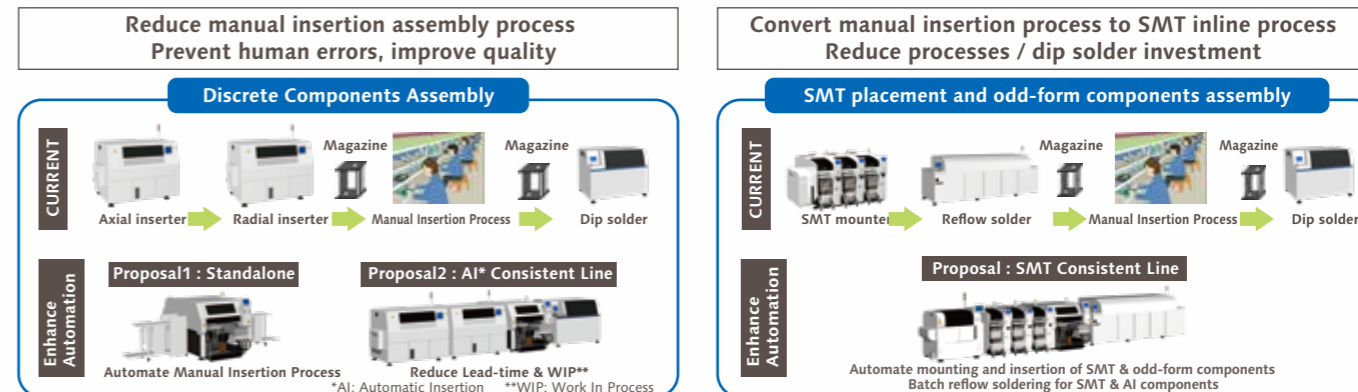 Reduce manual insertion assembly process
Prevent human errors, improve quality
Discrete Components Assembly
CURRENT
Magazine
Magazine
Axial inserter
Radial inserter
Manual Insertion Process
Dip solder
Enhance
Automation
Proposal1 : Standalone
Proposal2 : AI* Consistent Line
Automate Manual Insertion Process
Reduce Lead-time & WIP**
*AI: Automatic Insertion **WIP: Work In Process
Convert manual insertion process to SMT inline process
Reduce processes / dip solder investment
SMT placement and odd-form components assembly
CURRENT
Magazine
Magazine
SMT mounter
Reflow solder
Manual Insertion Process
Dip solder
Enhance
Automation
Proposal : SMT Consistent Line
Automate mounting and insertion of SMT & odd-form components
Batch reflow soldering for SMT & AI components